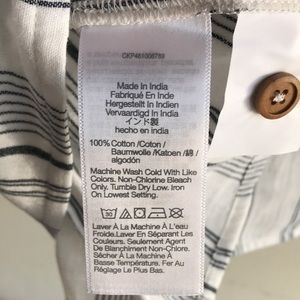 CKP481006789
Made In India
Fabriqué En Inde
Hergestellt In Indien
Vervaardigd In India
インド製
hecho en india
100% Cotton /Coton /
Baumwolle /Katoen /綿 /
algodón
Machine Wash Cold With Like
Colors. Non-Chlorine Bleach
Only. Tumble Dry Low. Iron
On Lowest Setting.
30
Laver À La Machine À L'eau
Froide.Laver En Séparant Les
Couleurs. Seulement Agent
De Blanchiment Non-Chlore.
Sécher À La Machine À
Basse Température. Fer Au
Réglage Le Plus Bas.